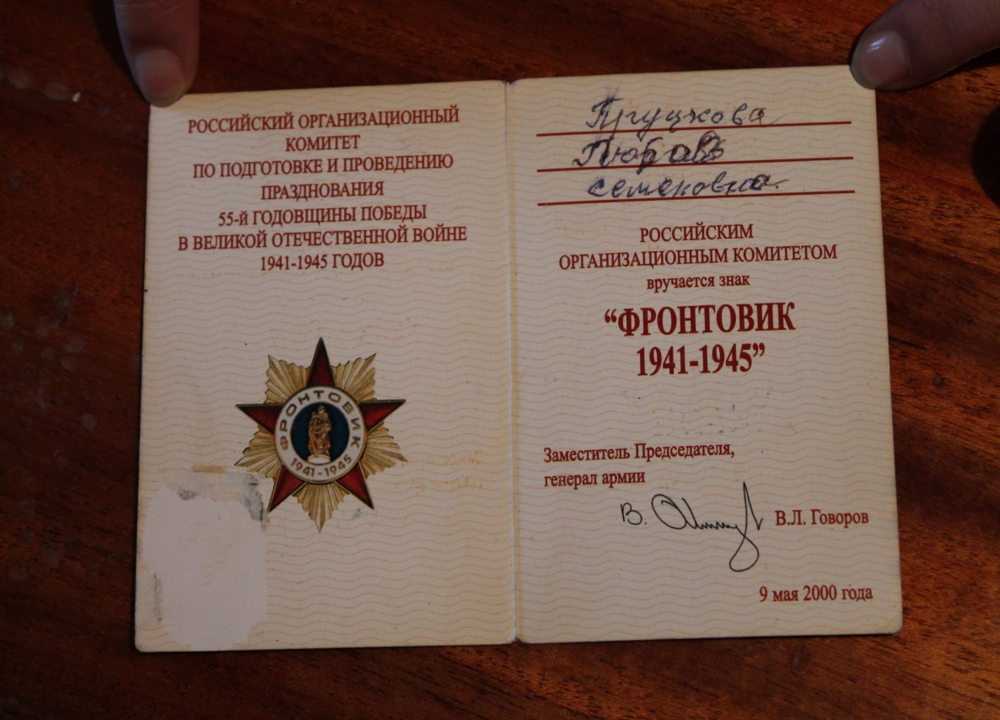 РОССИЙСКИЙ ОРГАНИЗАЦИОННЫЙ
КОМИТЕТ
ПО ПОДГОТОВКЕ И ПРОВЕДЕНИЮ
ПРАЗДНОВАНИЯ
55-й ГОДОВЩИНЫ ПОБЕДЫ
В ВЕЛИКОЙ ОТЕЧЕСТВЕННОЙ ВОЙНЕ
1941-1945 ГОДОВ
ФРОНТОВИК
1941-1945
семеновна
РОССИЙСКИМ
ОРГАНИЗАЦИОННЫМ КОМИТЕТОМ
вручается знак
“ФРОНТОВИК
1941-1945”
Заместитель Председателя,
генерал армии
В.Л. Говоров
9 мая 2000 года